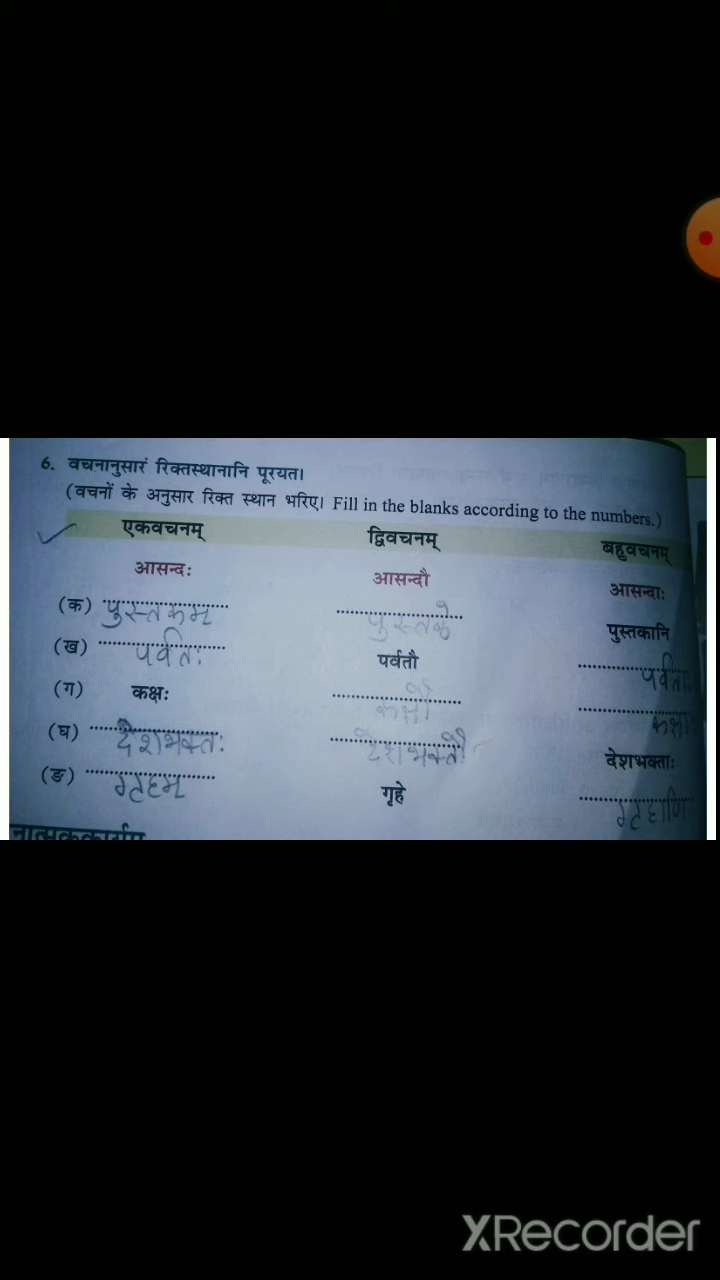 6. वचनानुसारं रिक्तस्थानानि पूरयत।
(वचनों के अनुसार रिक्त स्थान भरिए। Fill in the blanks according to the numbers.)
एकवचनम् द्विवचनम् बहुवचनम्
आसन्दः आसन्दौ आसन्दाः
(क) पुस्तकम पुस्तके पुस्तकानि
(ख) पर्वतः पर्वतौ पर्वताः
(ग) कक्षः कक्षौ कक्षाः
(घ) देशभक्तः देशभक्तौ देशभक्ताः
(ङ) गृहम गृहे गृहाणि
XRecorder